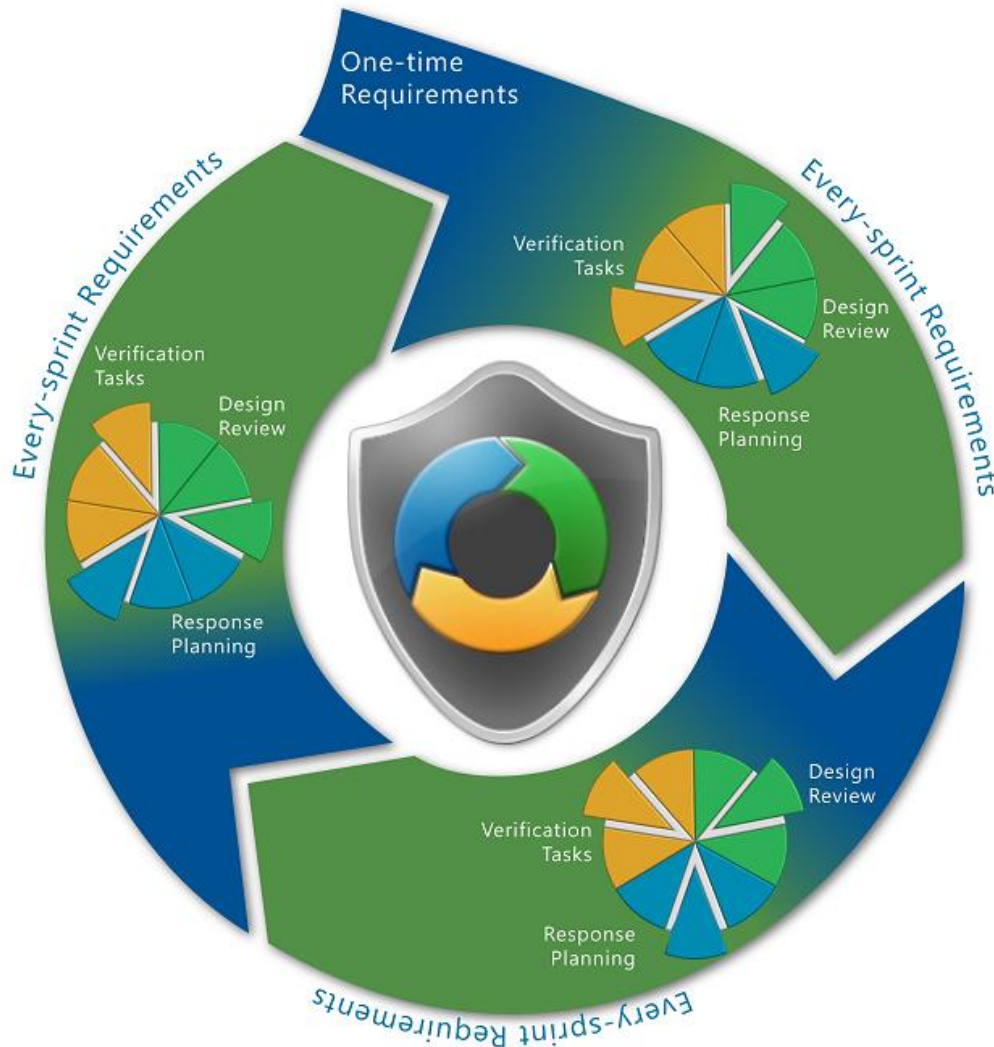 One-time
Requirements
Every-sprint Requirements
Verification
Tasks
Design
Review
Response
Planning
Every-sprint Requirements
Verification
Tasks
Design
Review
Response
Planning
Design
Review
Verification
Tasks
Response
Planning
Every-sprint Requirements